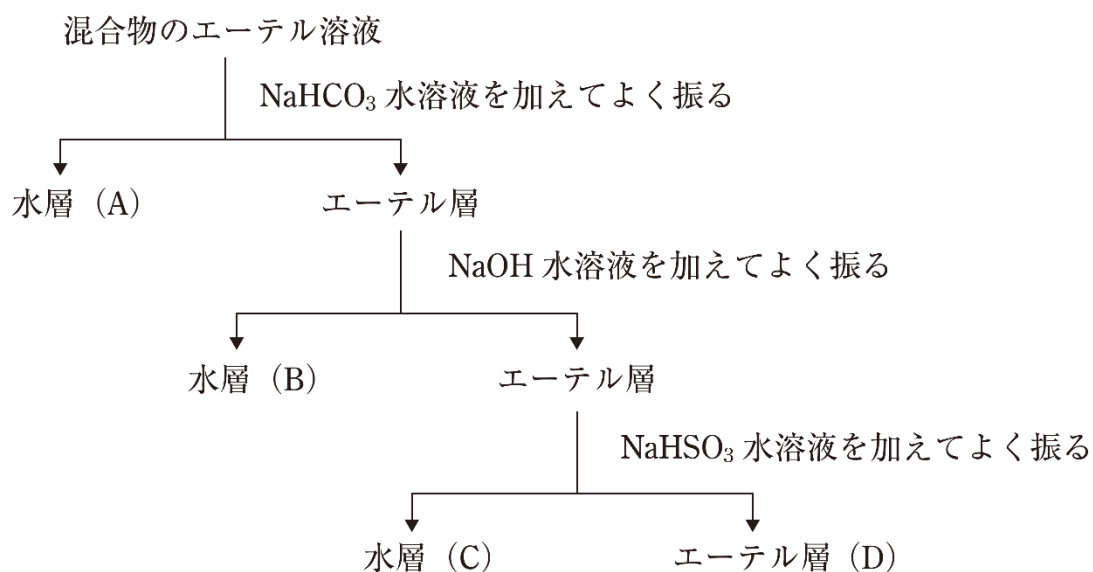 混合物のエーテル溶液
NaHCO₃ 水溶液を加えてよく振る
水層（A）
エーテル層
NaOH 水溶液を加えてよく振る
水層（B）
エーテル層
NaHSO₃ 水溶液を加えてよく振る
水層（C）
エーテル層（D）